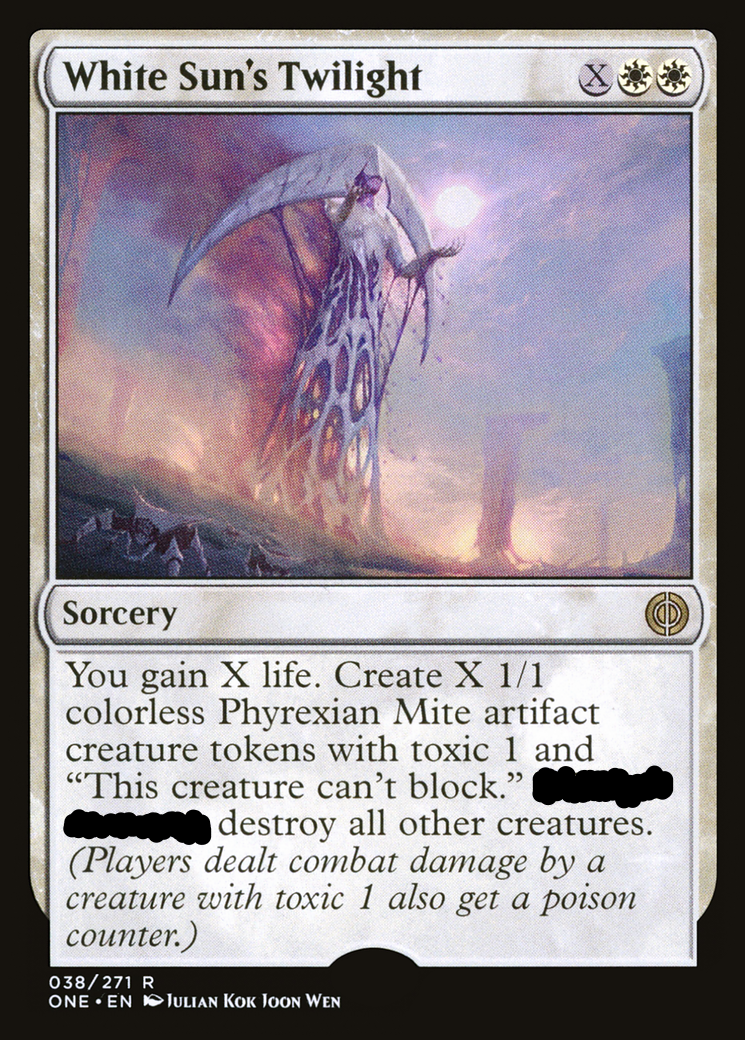 White Sun's Twilight X
Sorcery
You gain X life. Create X 1/1
colorless Phyrexian Mite artifact
creature tokens with toxic 1 and
“This creature can't block.”
destroy all other creatures.
(Players dealt combat damage by a
creature with toxic 1 also get a poison
counter.)
038/271 R
ONE • EN Julian Kok Joon Wen